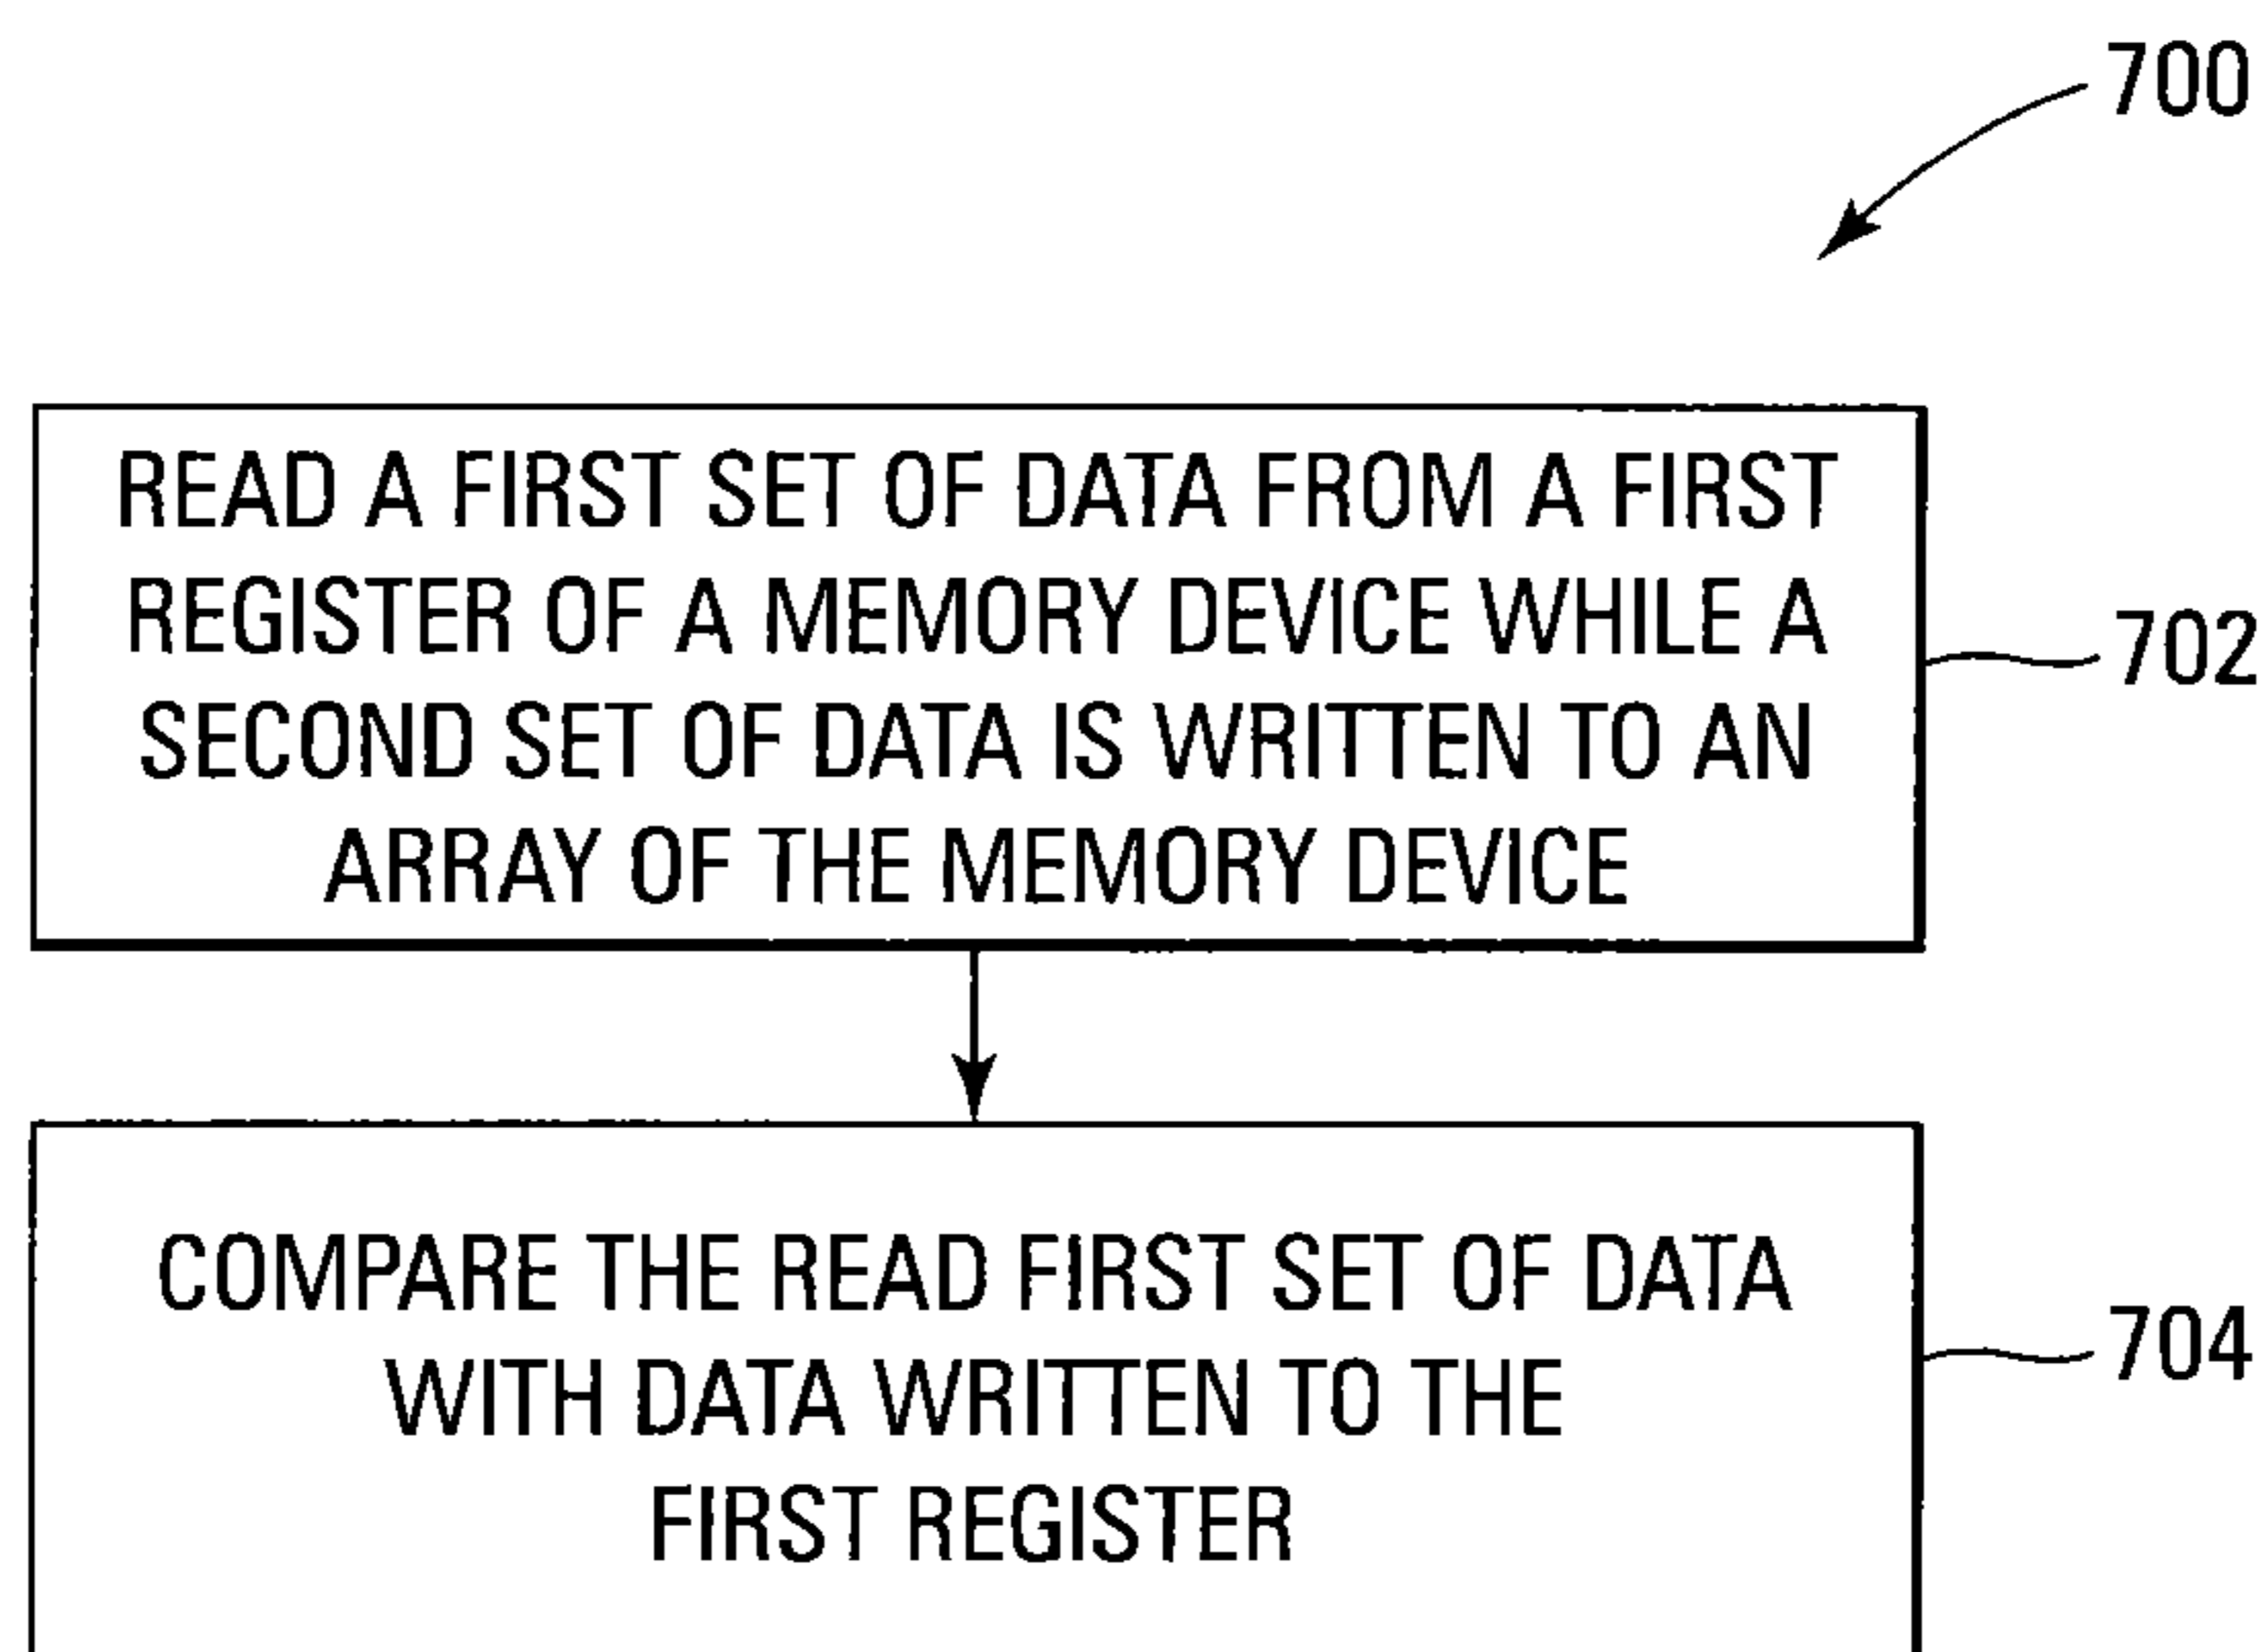 700
READ A FIRST SET OF DATA FROM A FIRST
REGISTER OF A MEMORY DEVICE WHILE A
SECOND SET OF DATA IS WRITTEN TO AN
ARRAY OF THE MEMORY DEVICE
702
COMPARE THE READ FIRST SET OF DATA
WITH DATA WRITTEN TO THE
FIRST REGISTER
704